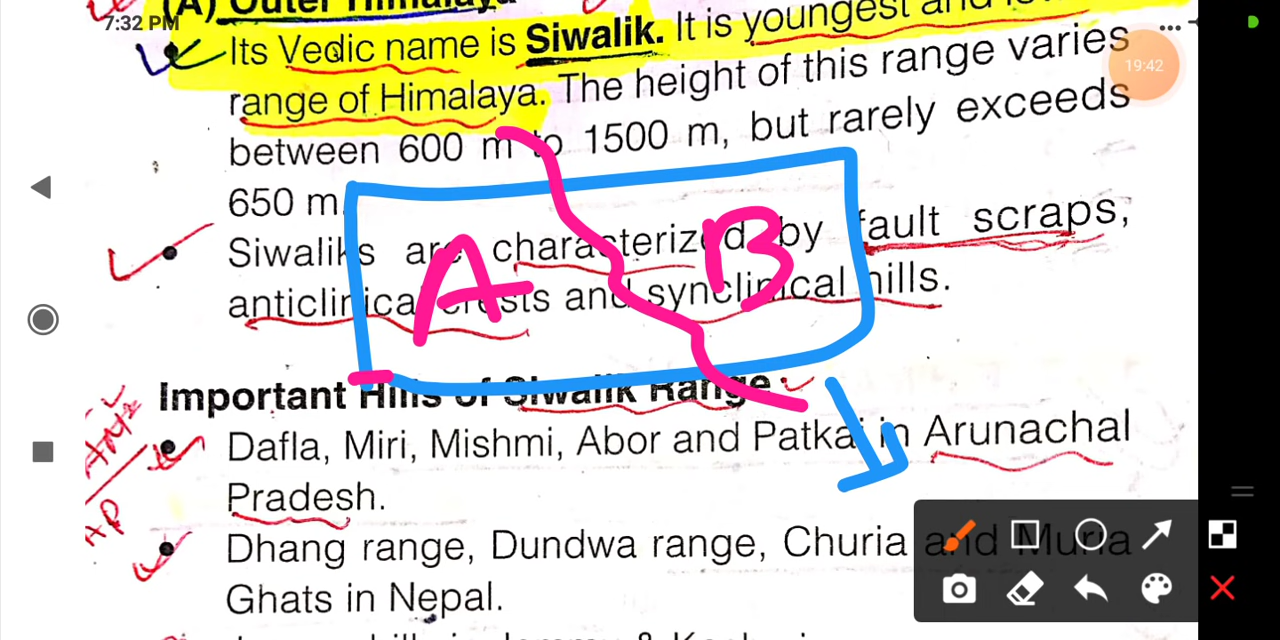 (A) Outer Himalaya
7:32 PM
Its Vedic name is Siwalik. It is youngest and
19:42
range of Himalaya. The height of this range varies
between 600 m to 1500 m, but rarely exceeds
650 m.
Siwaliks are characterized by fault scraps,
anticlinical crests and synclinical hills.
A B
Important Hills of Siwalik Range
Dafla, Miri, Mishmi, Abor and Patkai in Arunachal
Pradesh.
AP
Dhang range, Dundwa range, Churia and Muria
Ghats in Nepal.